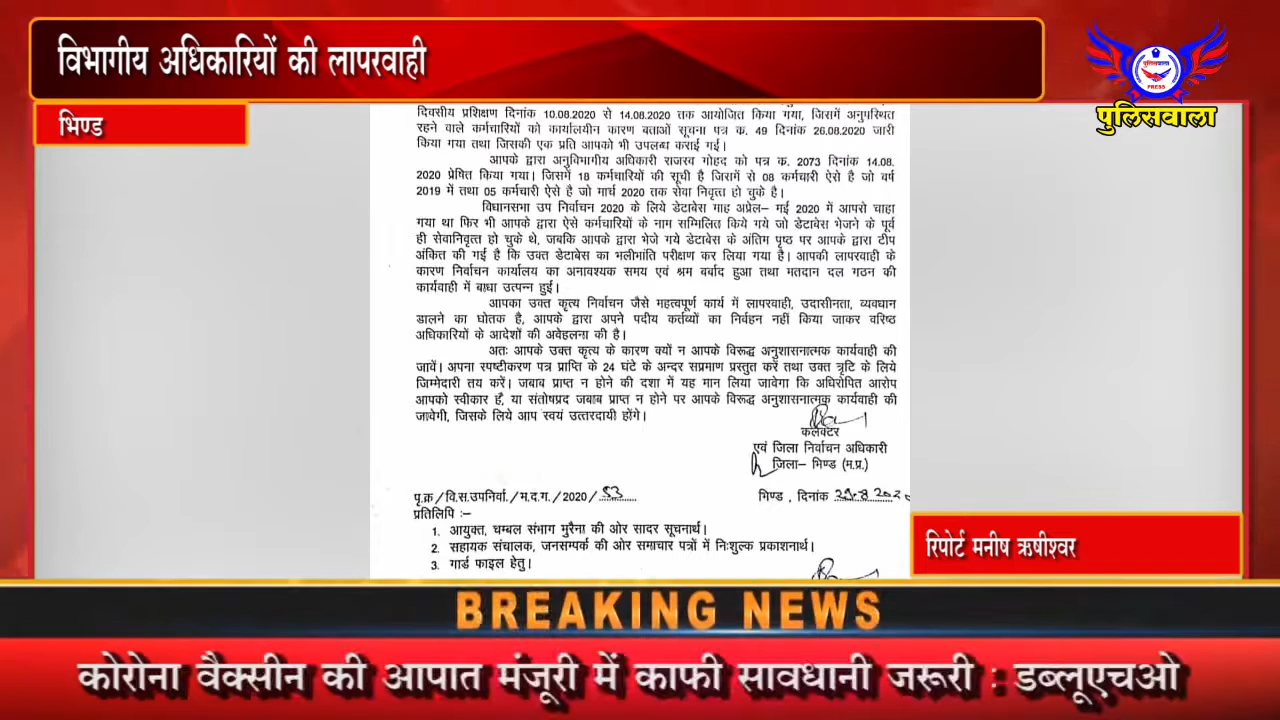 विभागीय अधिकारियों की लापरवाही
पुलिसवाला
PRESS
पुलिसवाला
भिण्ड
दिवसीय प्रशिक्षण दिनांक 10.08.2020 से 14.08.2020 तक आयोजित किया गया, जिसमें अनुपस्थित
रहने वाले कर्मचारियों को कार्यालयीन कारण बताओं सूचना पत्र क. 49 दिनांक 26.08.2020 जारी
किया गया तथा जिसकी एक प्रति आपको भी उपलब्ध कराई गई।
आपके द्वारा अनुविभागीय अधिकारी राजस्व गोहद को पत्र क. 2073 दिनांक 14.08.
2020 प्रेषित किया गया। जिसमें 18 कर्मचारियों की सूची है जिसमें से 08 कर्मचारी ऐसे है जो वर्ष
2019 में तथा 05 कर्मचारी ऐसे है जो मार्च 2020 तक सेवा निवृत्त हो चुके है।
विधानसभा उप निर्वाचन 2020 के लिये डेटाबेस माह अप्रेल– मई 2020 में आपसे चाहा
गया था फिर भी आपके द्वारा ऐसे कर्मचारियों के नाम सम्मिलित किये गये जो डेटाबेस भेजने के पूर्व
ही सेवानिवृत्त हो चुके थे, जबकि आपके द्वारा भेजे गये डेटाबेस के अंतिम पृष्ठ पर आपके द्वारा टीप
अंकित की गई है कि उक्त डेटाबेस का भलीभांति परीक्षण कर लिया गया है। आपकी लापरवाही के
कारण निर्वाचन कार्यालय का अनावश्यक समय एवं श्रम बर्बाद हुआ तथा मतदान दल गठन की
कार्यवाही में बाधा उत्पन्न हुई।
आपका उक्त कृत्य निर्वाचन जैसे महत्वपूर्ण कार्य में लापरवाही, उदासीनता, व्यवधान
डालने का घोतक है, आपके द्वारा अपने पदीय कर्तव्यों का निर्वहन नहीं किया जाकर वरिष्ठ
अधिकारियों के आदेशों की अवेहलना की है।
अतः आपके उक्त कृत्य के कारण क्यों न आपके विरूद्ध अनुशासनात्मक कार्यवाही की
जावें। अपना स्पष्टीकरण पत्र प्राप्ति के 24 घंटे के अन्दर सप्रमाण प्रस्तुत करें तथा उक्त त्रृटि के लिये
जिम्मेदारी तय करें। जबाब प्राप्त न होने की दशा में यह मान लिया जावेगा कि अधिरोपित आरोप
आपको स्वीकार है, या संतोषप्रद जबाब प्राप्त न होने पर आपके विरूद्ध अनुशासनात्मक कार्यवाही की
जावेगी, जिसके लिये आप स्वयं उत्तरदायी होंगे।
कलेक्टर
एवं जिला निर्वाचन अधिकारी
जिला– भिण्ड (म.प्र.)
पृ.क्र/वि.स.उपनिर्वा./म.द.ग./2020/ 53
भिण्ड, दिनांक 29-8-2020
प्रतिलिपि :–
1. आयुक्त, चम्बल संभाग मुरैना की ओर सादर सूचनार्थ।
2. सहायक संचालक, जनसम्पर्क की ओर समाचार पत्रों में निःशुल्क प्रकाशनार्थ।
3. गार्ड फाइल हेतु।
रिपोर्ट मनीष ऋषीश्वर
BREAKING NEWS
कोरोना वैक्सीन की आपात मंजूरी में काफी सावधानी जरूरी : डब्लूएचओ